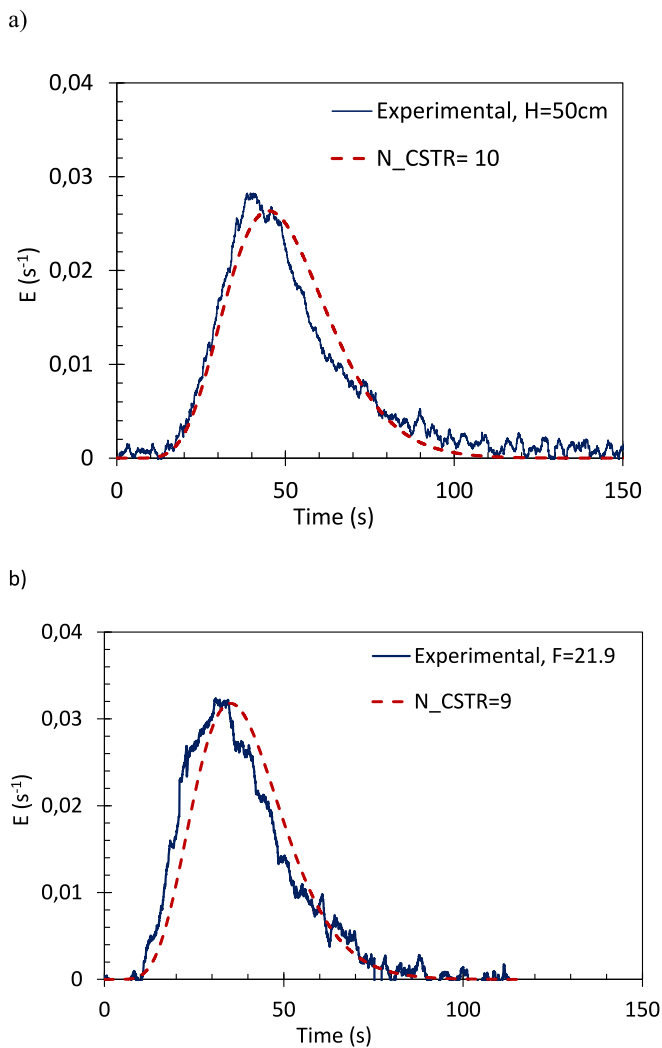 a)
0,04
0,03
0,02
0,01
0
E (s-1)
Experimental, H=50cm
N_CSTR= 10
0 50 100 150
Time (s)
b)
0,04
0,03
0,02
0,01
0
E (s-1)
Experimental, F=21.9
N_CSTR=9
0 50 100 150
Time (s)